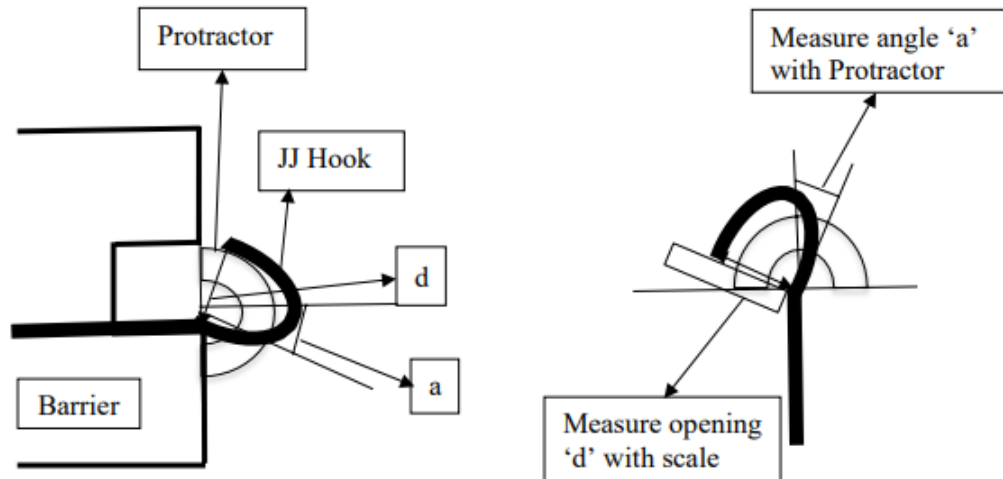 Protractor
JJ Hook
d
a
Barrier
Measure angle ‘a’
with Protractor
Measure opening
‘d’ with scale